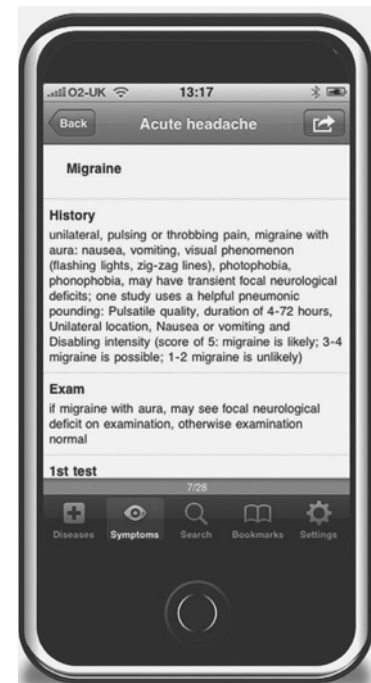 O2-UK 13:17
Back Acute headache
Migraine
History
unilateral, pulsing or throbbing pain, migraine with
aura: nausea, vomiting, visual phenomenon
(flashing lights, zig-zag lines), photophobia,
phonophobia, may have transient focal neurological
deficits; one study uses a helpful pneumonic
pounding: Pulsatile quality, duration of 4-72 hours,
Unilateral location, Nausea or vomiting and
Disabling intensity (score of 5: migraine is likely; 3-4
migraine is possible; 1-2 migraine is unlikely)
Exam
if migraine with aura, may see focal neurological
deficit on examination, otherwise examination
normal
1st test
7/28
Diseases Symptoms Search Bookmarks Settings